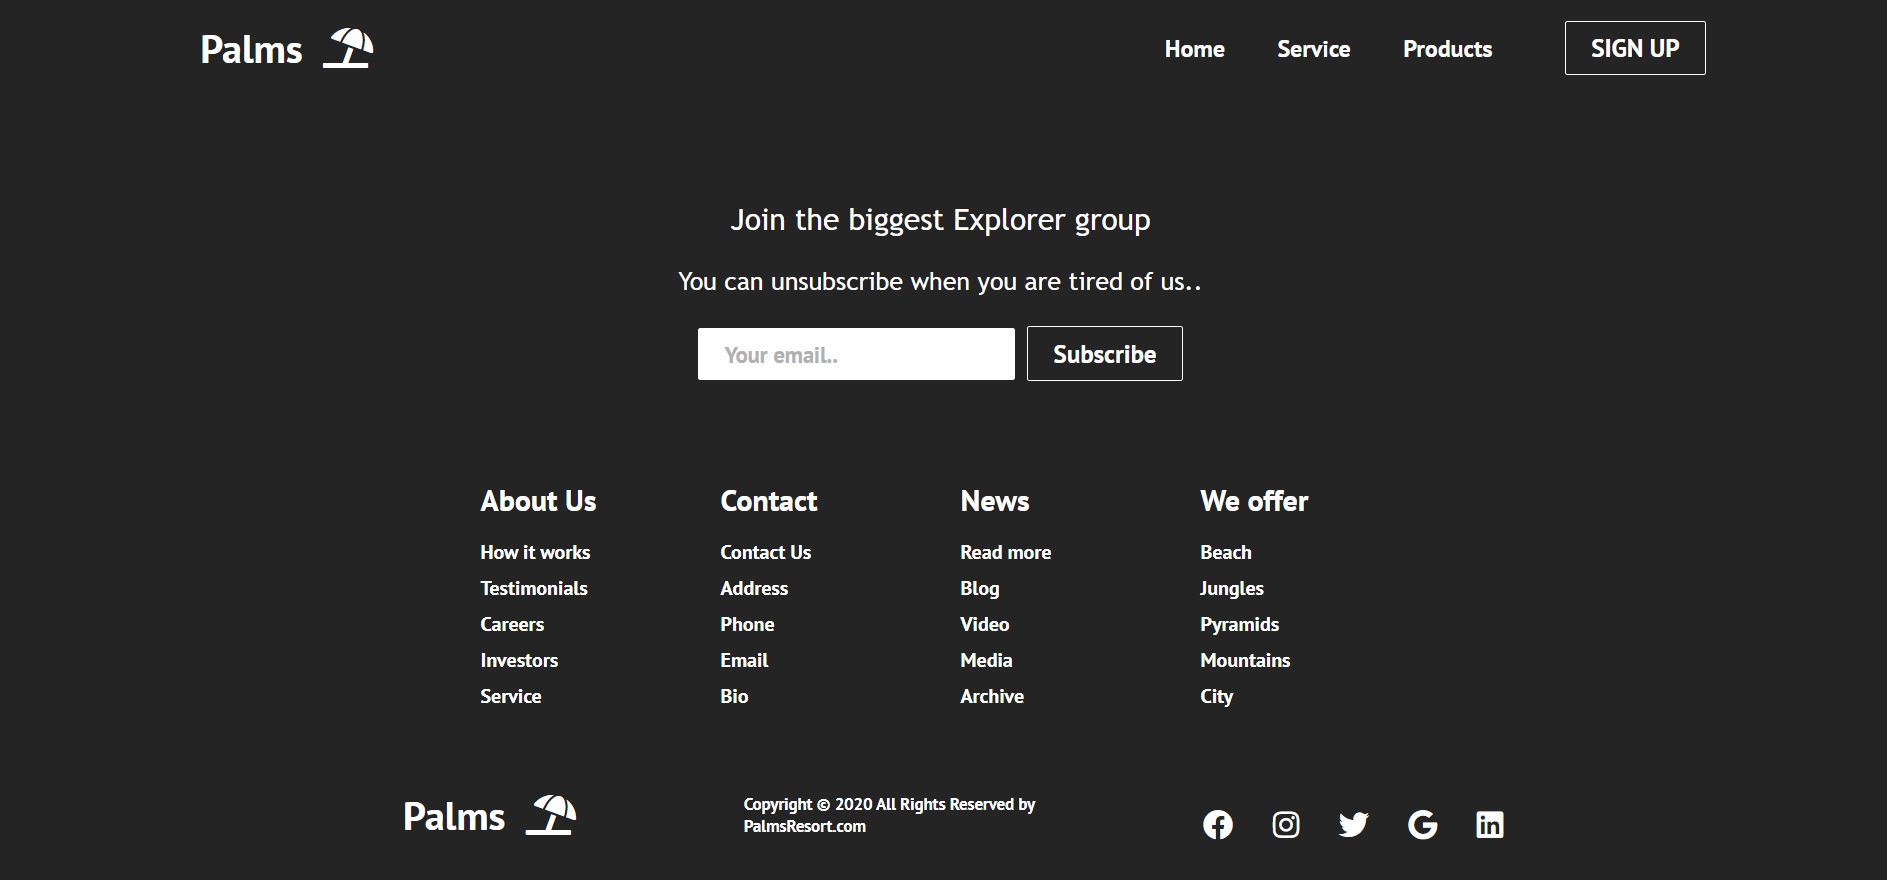 Palms
Home Service Products SIGN UP
Join the biggest Explorer group
You can unsubscribe when you are tired of us..
Your email.. Subscribe
About Us
How it works
Testimonials
Careers
Investors
Service
Contact
Contact Us
Address
Phone
Email
Bio
News
Read more
Blog
Video
Media
Archive
We offer
Beach
Jungles
Pyramids
Mountains
City
Palms
Copyright © 2020 All Rights Reserved by
PalmsResort.com